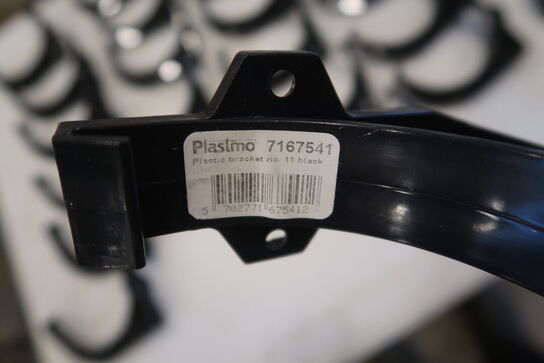 Plastmo 7167541
Plastic bracket no. 11 black
5 702771 675412